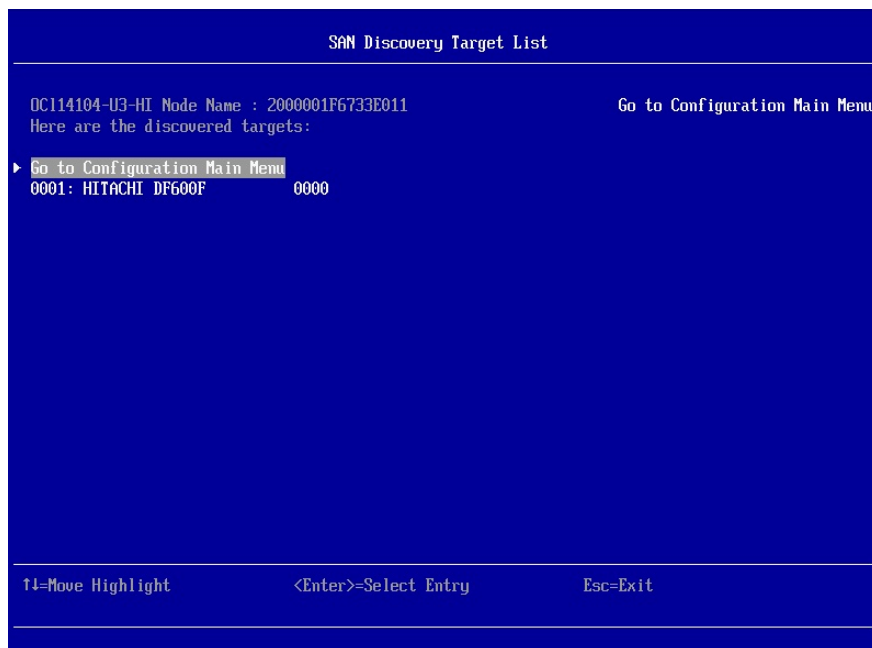 SAN Discovery Target List
OCl14104-U3-HI Node Name : 2000001F6733E011
Go to Configuration Main Menu
Here are the discovered targets:
Go to Configuration Main Menu
0001: HITACHI DF600F 0000
↑↓=Move Highlight <Enter>=Select Entry Esc=Exit